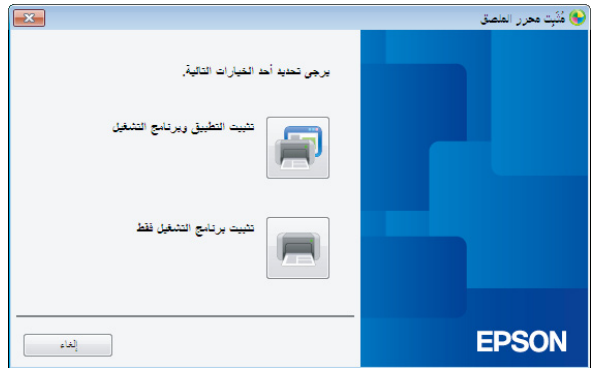 مُثبِت محرر الملصق
يرجى تحديد أحد الخيارات التالية.
تثبيت التطبيق وبرنامج التشغيل
تثبيت برنامج التشغيل فقط
إلغاء
EPSON